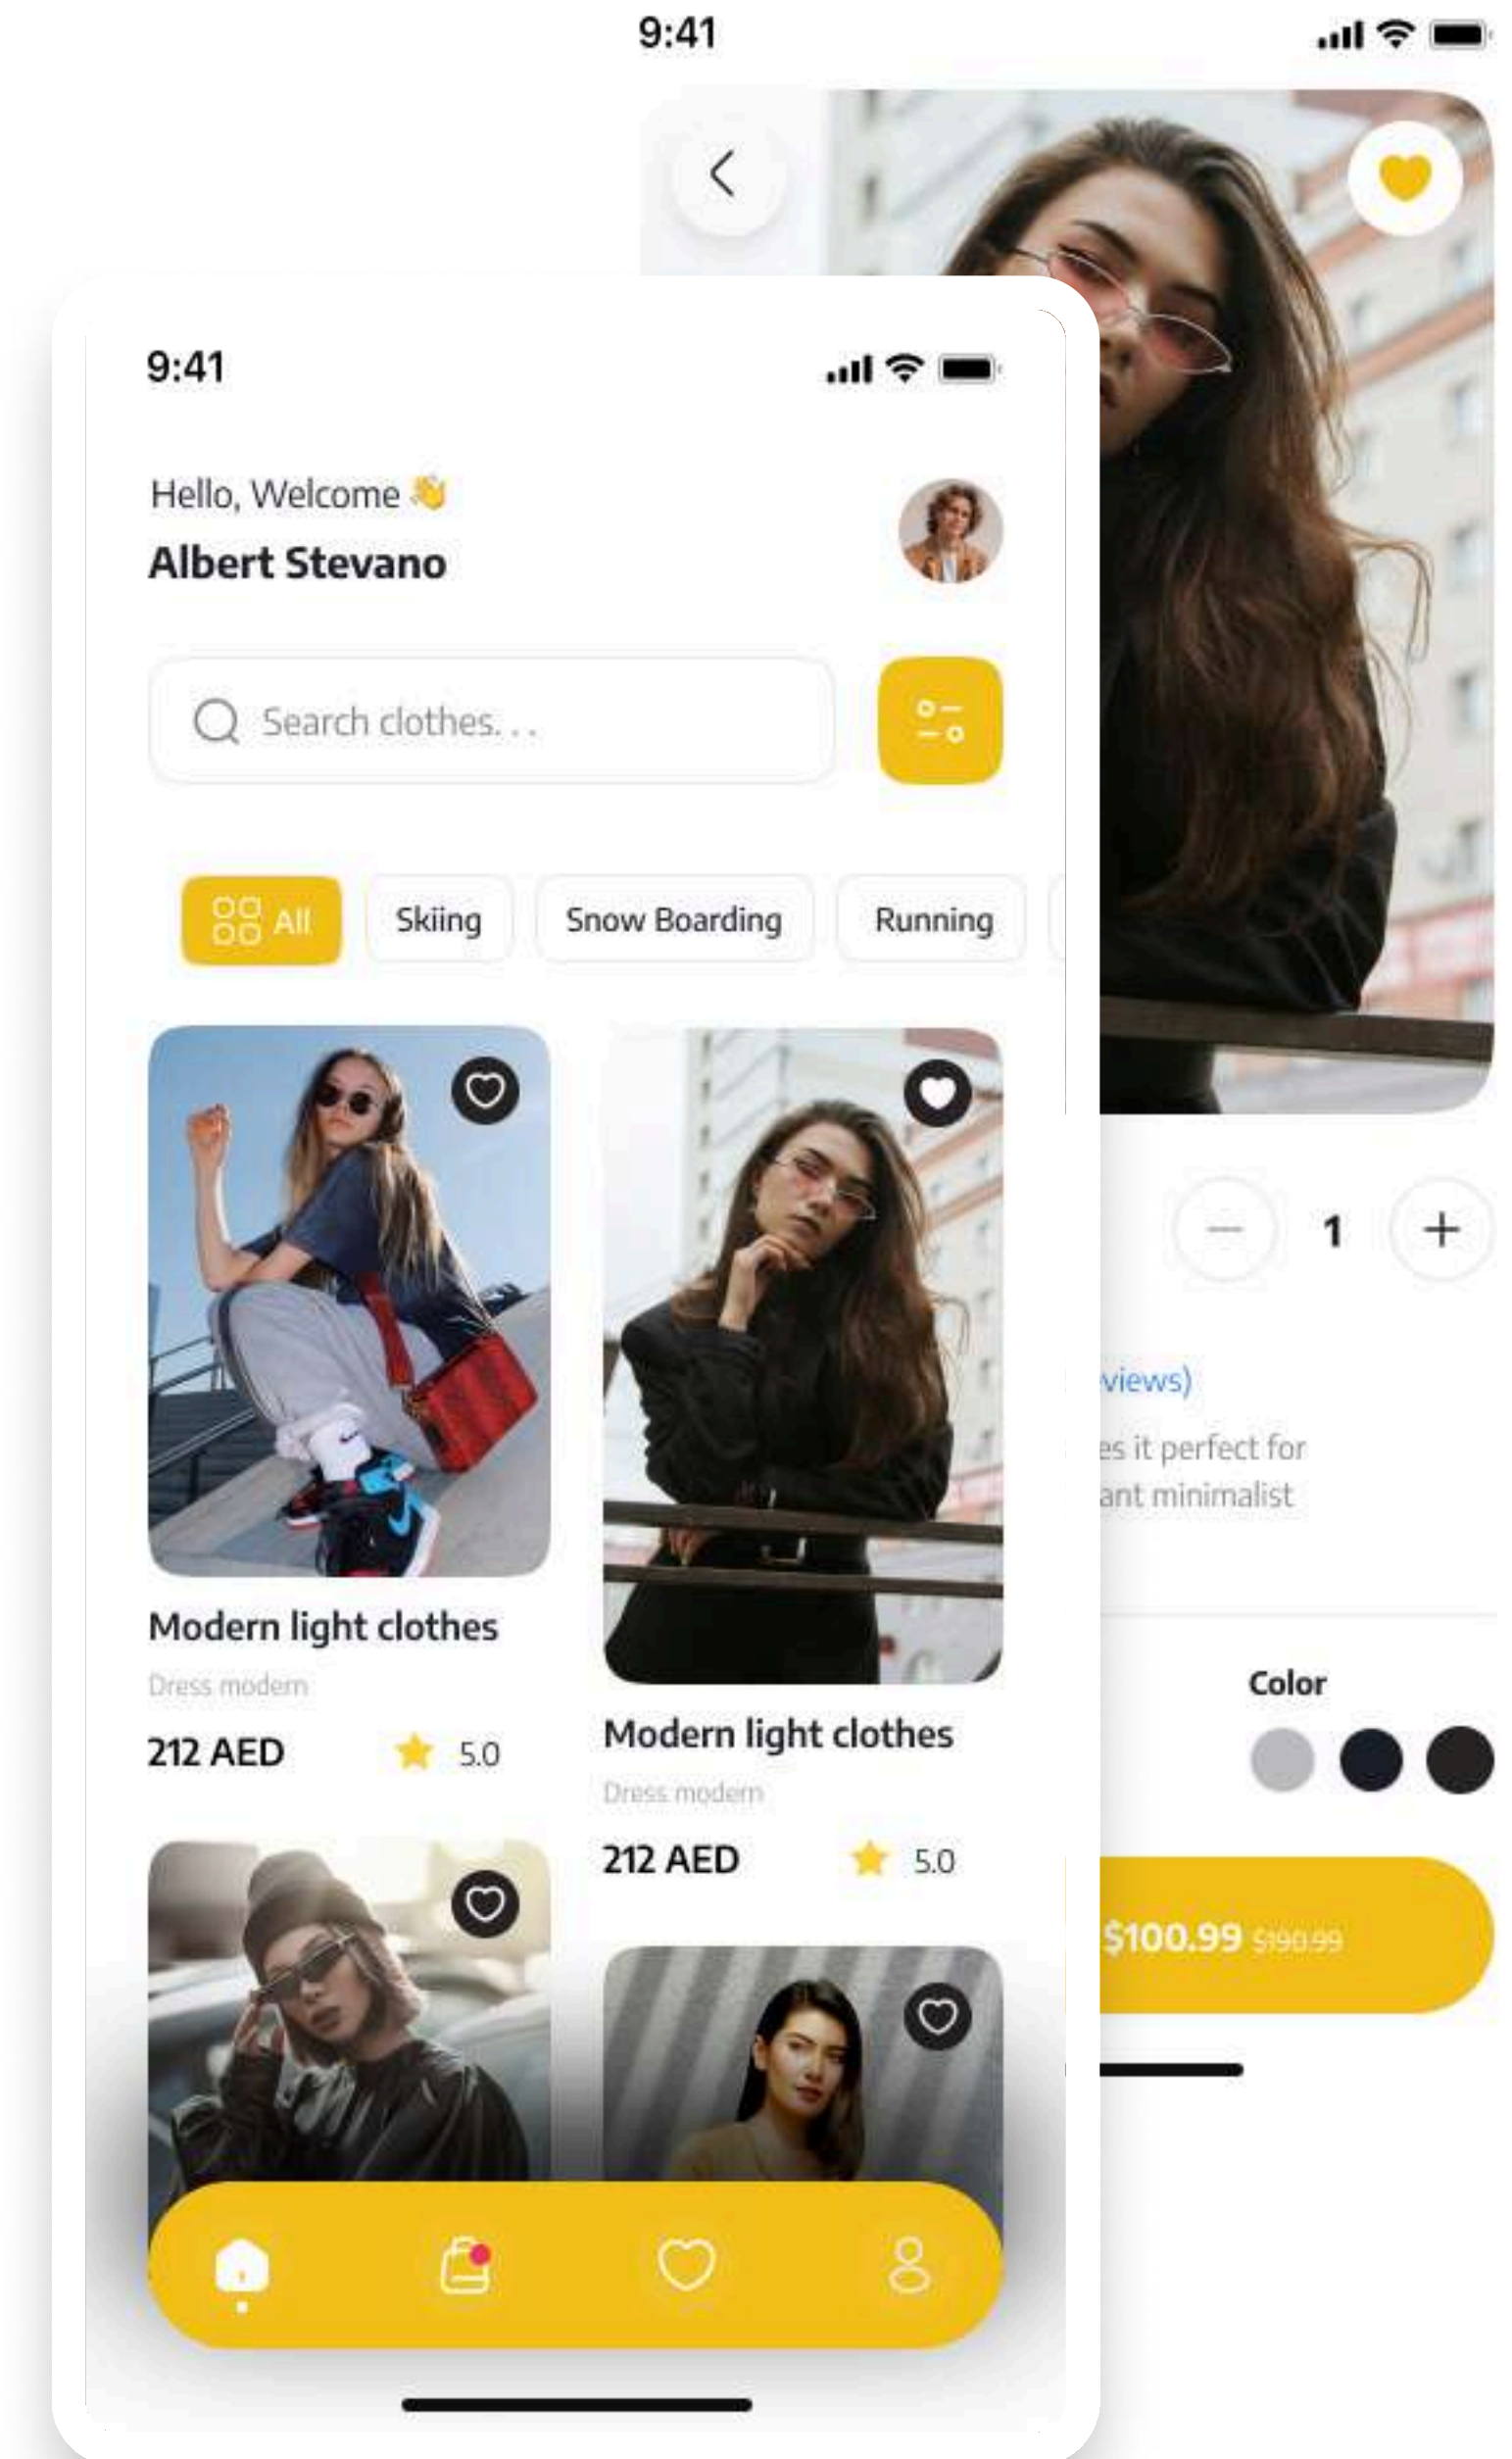 9:41
9:41
Hello, Welcome 👋
Albert Stevano
Search clothes. . .
All
Skiing
Snow Boarding
Running
Modern light clothes
Dress modern
212 AED
5.0
Modern light clothes
Dress modern
212 AED
5.0
1
views)
es it perfect for
ant minimalist
Color
$100.99 $190.99